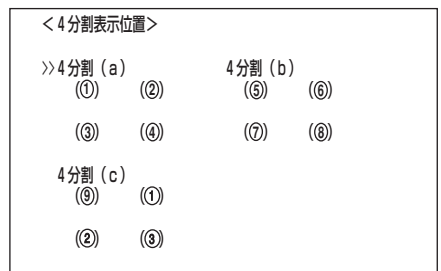 ＜4分割表示位置＞
≫4分割（a） 4分割（b）
(①) (②) (⑤) (⑥)
(③) (④) (⑦) (⑧)
4分割（c）
(⑨) (①)
(②) (③)